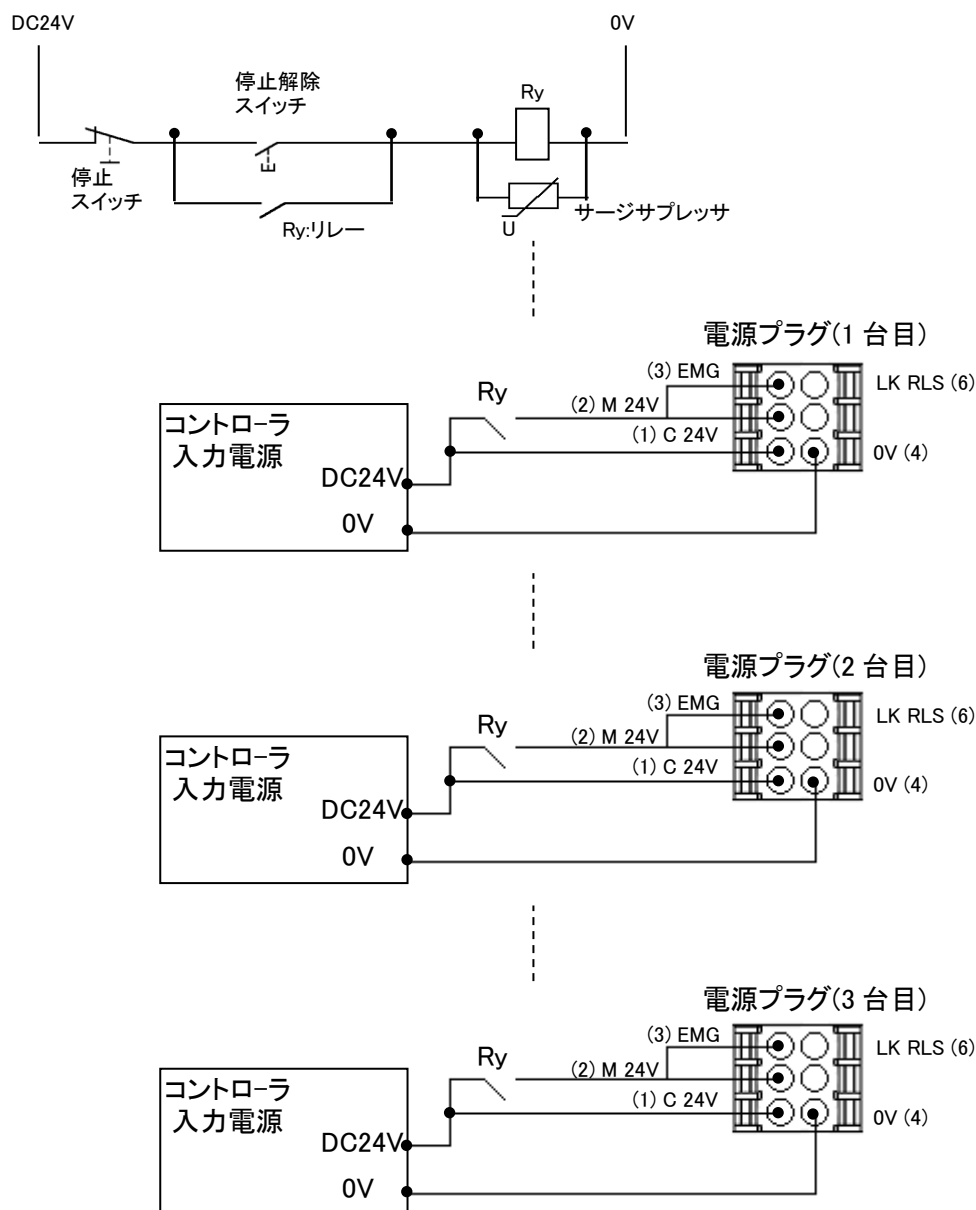 DC24V
0V
停止解除
スイッチ
Ry
停止
スイッチ
Ry:リレー
U
サージサプレッサ
電源プラグ(1 台目)
(3) EMG
LK RLS (6)
Ry
(2) M 24V
コントローラ
入力電源
(1) C 24V
0V (4)
DC24V
0V
電源プラグ(2 台目)
(3) EMG
LK RLS (6)
Ry
(2) M 24V
コントローラ
入力電源
(1) C 24V
0V (4)
DC24V
0V
電源プラグ(3 台目)
(3) EMG
LK RLS (6)
Ry
(2) M 24V
コントローラ
入力電源
(1) C 24V
0V (4)
DC24V
0V